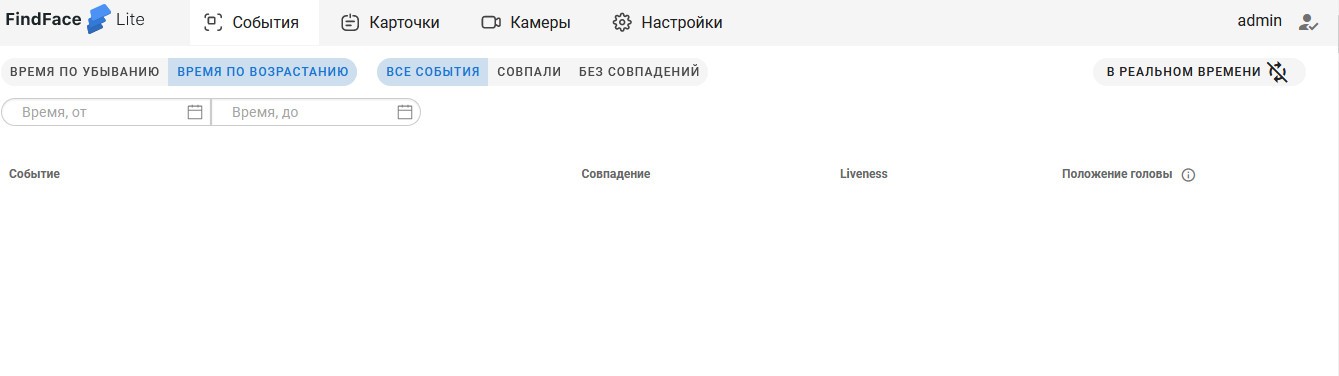 FindFace Lite События Карточки Камеры Настройки admin
ВРЕМЯ ПО УБЫВАНИЮ ВРЕМЯ ПО ВОЗРАСТАНИЮ ВСЕ СОБЫТИЯ СОВПАЛИ БЕЗ СОВПАДЕНИЙ В РЕАЛЬНОМ ВРЕМЕНИ
Время, от Время, до
Событие Совпадение Liveness Положение головы